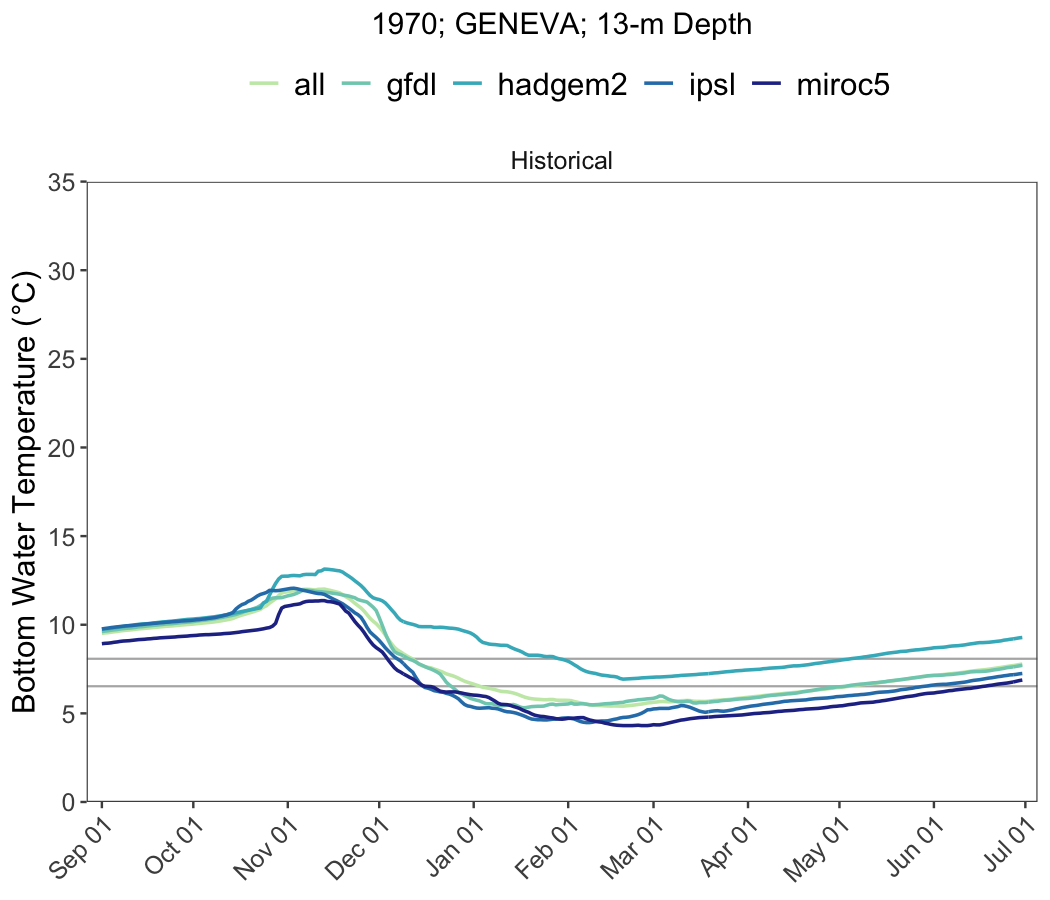 1970; GENEVA; 13-m Depth
all gfdl hadgem2 ipsl miroc5
Historical
Bottom Water Temperature (°C)
35
30
25
20
15
10
5
0
Sep 01 Oct 01 Nov 01 Dec 01 Jan 01 Feb 01 Mar 01 Apr 01 May 01 Jun 01 Jul 01